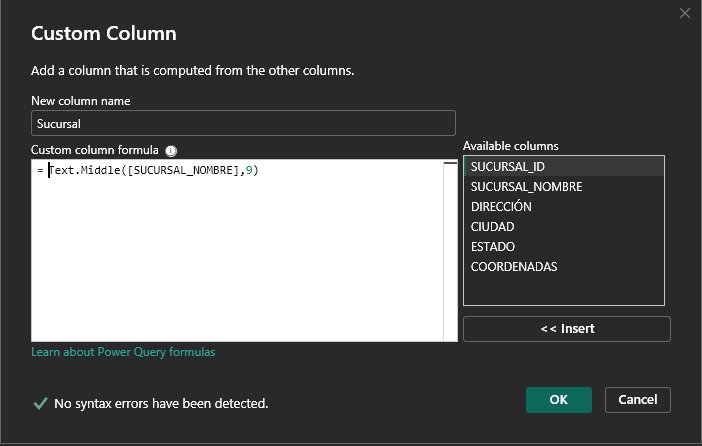 Custom Column
Add a column that is computed from the other columns.
New column name
Sucursal
Custom column formula
Available columns
= Text.Middle([SUCURSAL_NOMBRE],9)
SUCURSAL_ID
SUCURSAL_NOMBRE
DIRECCIÓN
CIUDAD
ESTADO
COORDENADAS
<< Insert
Learn about Power Query formulas
No syntax errors have been detected.
OK
Cancel